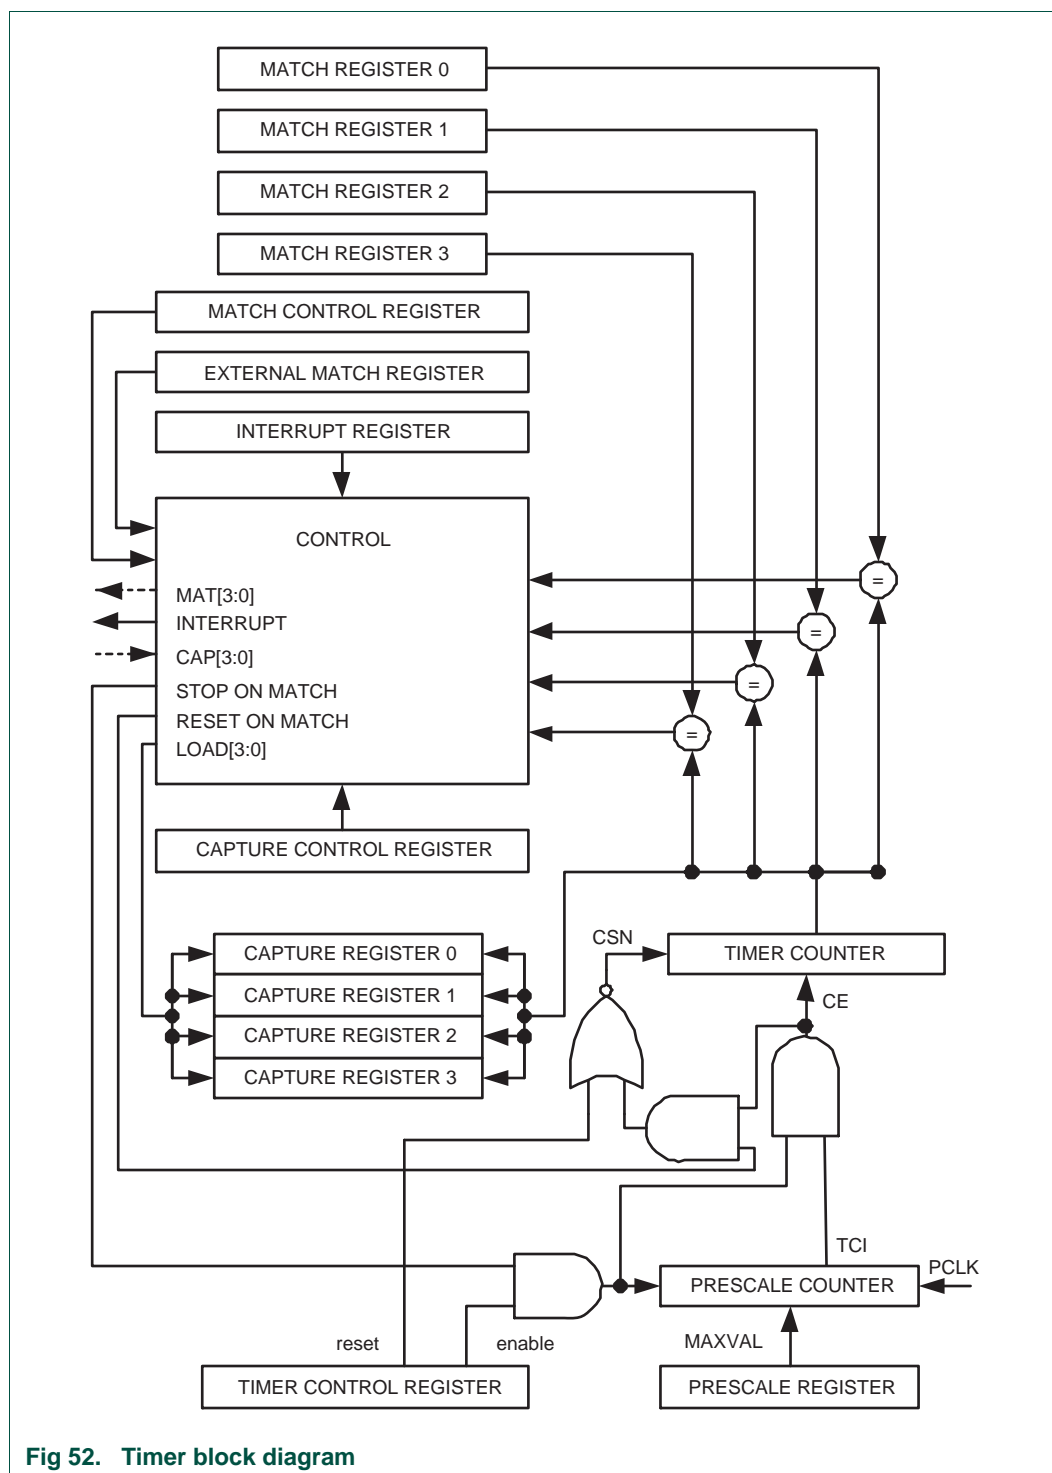 MATCH REGISTER 0
MATCH REGISTER 1
MATCH REGISTER 2
MATCH REGISTER 3
MATCH CONTROL REGISTER
EXTERNAL MATCH REGISTER
INTERRUPT REGISTER
CONTROL
=
MAT[3:0]
INTERRUPT
=
CAP[3:0]
STOP ON MATCH
=
RESET ON MATCH
=
LOAD[3:0]
CAPTURE CONTROL REGISTER
CSN
CAPTURE REGISTER 0
TIMER COUNTER
CAPTURE REGISTER 1
CE
CAPTURE REGISTER 2
CAPTURE REGISTER 3
TCI
PCLK
PRESCALE COUNTER
reset
enable
MAXVAL
TIMER CONTROL REGISTER
PRESCALE REGISTER
Fig 52. Timer block diagram